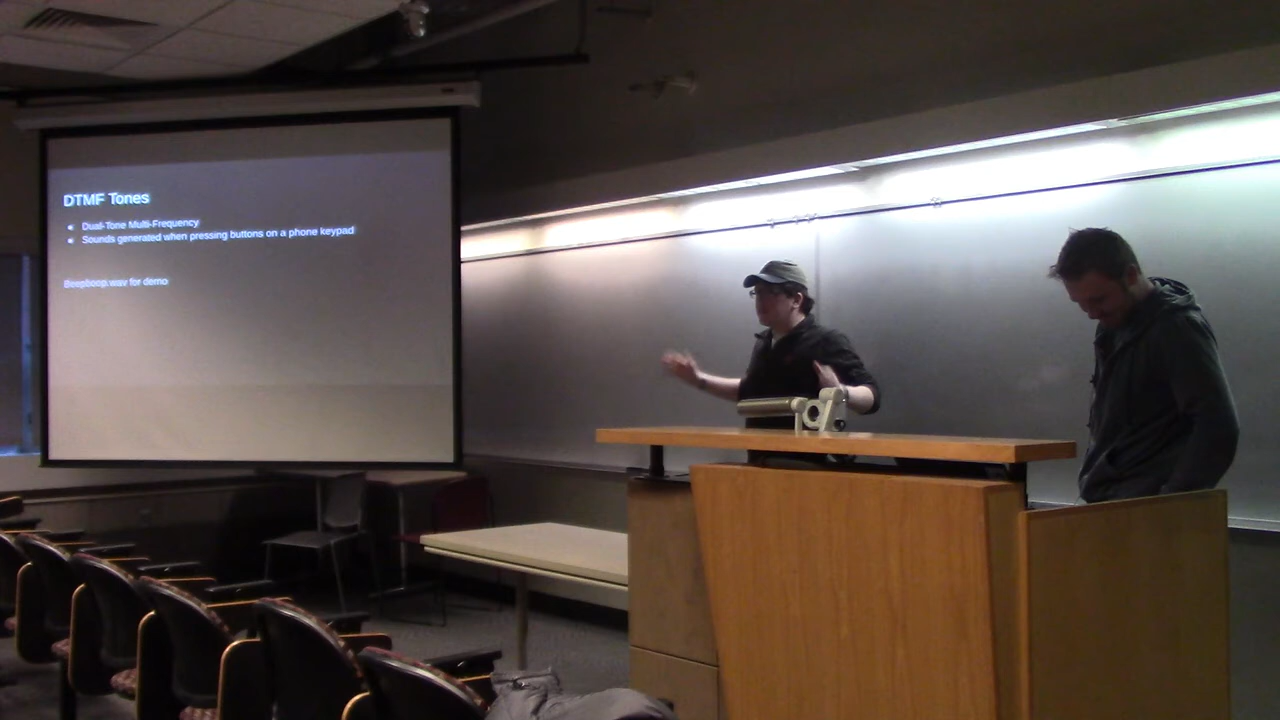 DTMF Tones
Dual-Tone Multi-Frequency
Sounds generated when pressing buttons on a phone keypad
Beepboop.wav for demo